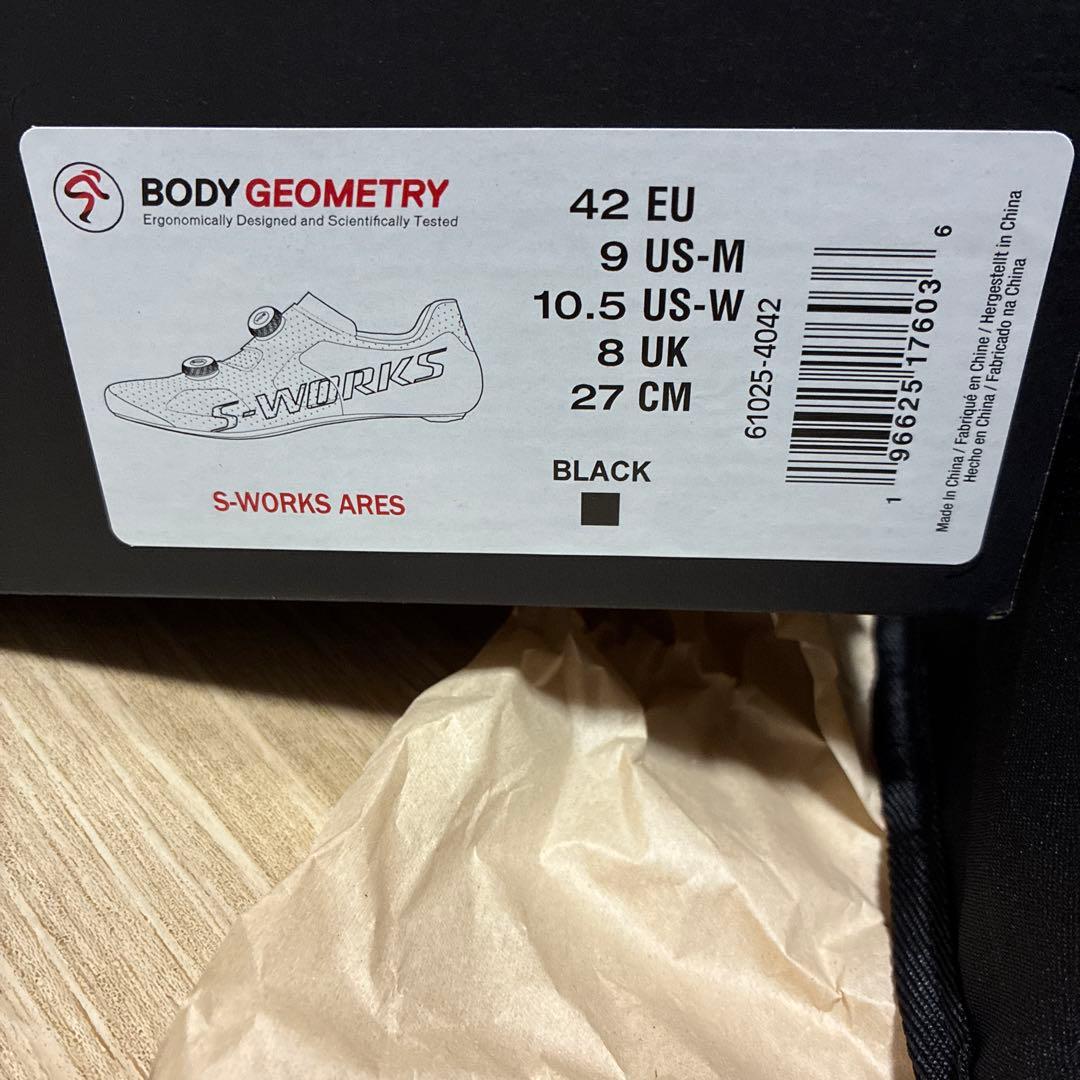 BODY GEOMETRY
Ergonomically Designed and Scientifically Tested
S-WORKS
S-WORKS ARES
42 EU
9 US-M
10.5 US-W
8 UK
27 CM
BLACK
61025-4042
1 96625 17603 6
Made In China / Fabriqué en Chine / Hergestellt in China
Hecho en China / Fabricado na China